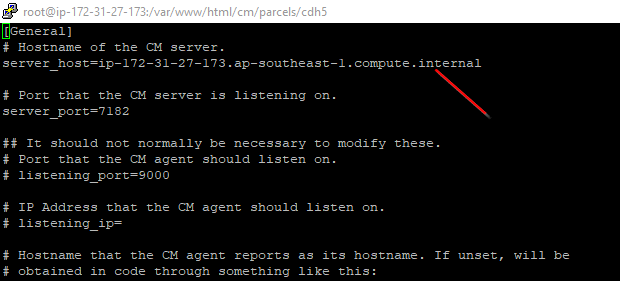 root@ip-172-31-27-173:/var/www/html/cm/parcels/cdh5
[General]
# Hostname of the CM server.
server_host=ip-172-31-27-173.ap-southeast-1.compute.internal
# Port that the CM server is listening on.
server_port=7182
## It should not normally be necessary to modify these.
# Port that the CM agent should listen on.
# listening_port=9000
# IP Address that the CM agent should listen on.
# listening_ip=
# Hostname that the CM agent reports as its hostname. If unset, will be
# obtained in code through something like this: